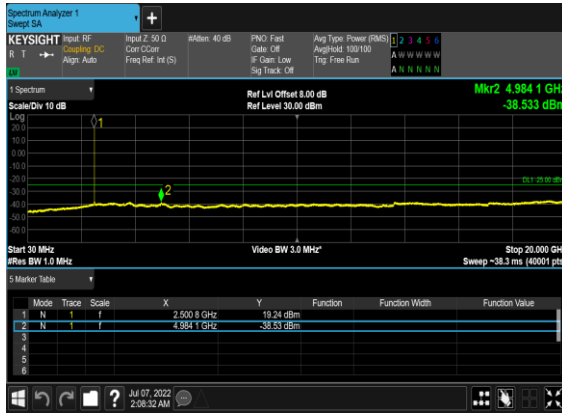 Spectrum Analyzer 1
Swept SA
+
KEYSIGHT Input: RF Input Z: 50 Ω #Atten: 40 dB PNO: Fast Avg Type: Power (RMS) 1 2 3 4 5 6
R T Coupling: DC Corr CCorr Gate: Off Avg|Hold: 100/100 A W W W W W
Align: Auto Freq Ref: Int (S) IF Gain: Low Trig: Free Run
Sig Track: Off A N N N N N
1 Spectrum Ref Lvl Offset 8.00 dB Mkr2 4.984 1 GHz
Scale/Div 10 dB Ref Level 30.00 dBm -38.533 dBm
Log
20.0 1
10.0
0.00
-10.0
-20.0 DL1 -25.00 dBm
-30.0 2
-40.0
-50.0
-60.0
Start 30 MHz Video BW 3.0 MHz* Stop 20.000 GHz
#Res BW 1.0 MHz Sweep ~38.3 ms (40001 pts)
5 Marker Table
Mode Trace Scale X Y Function Function Width Function Value
1 N 1 f 2.500 8 GHz 19.24 dBm
2 N 1 f 4.984 1 GHz -38.53 dBm
3
4
5
6
? Jul 07, 2022
2:08:32 AM